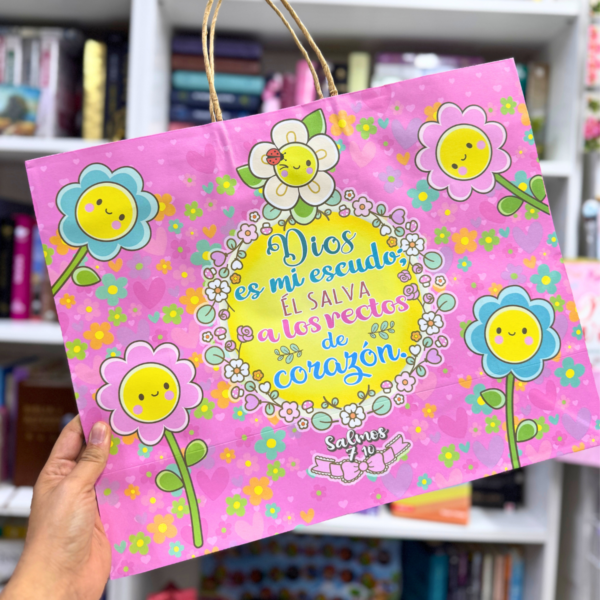 Dios
es mi escudo;
ÉL SALVA
a los rectos
de
corazón.
Salmos
7:10